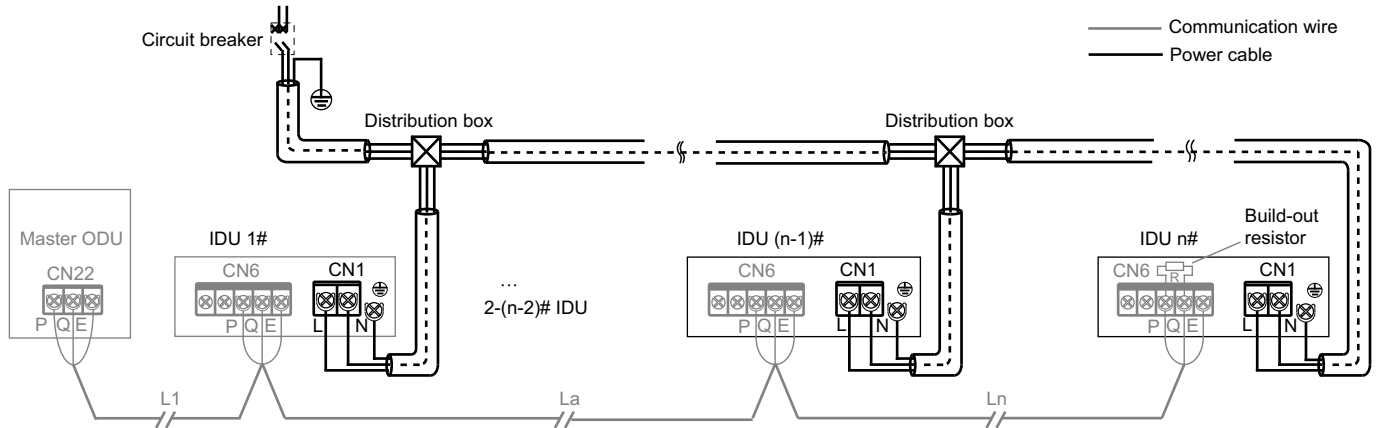 Circuit breaker
Communication wire
Power cable
Distribution box
Distribution box
Master ODU
CN22
P Q E
IDU 1#
CN6
P Q E
CN1
L N
...
2-(n-2)# IDU
IDU (n-1)#
CN6
P Q E
CN1
L N
IDU n#
Build-out
resistor
CN6
R
P Q E
CN1
L N
L1
La
Ln